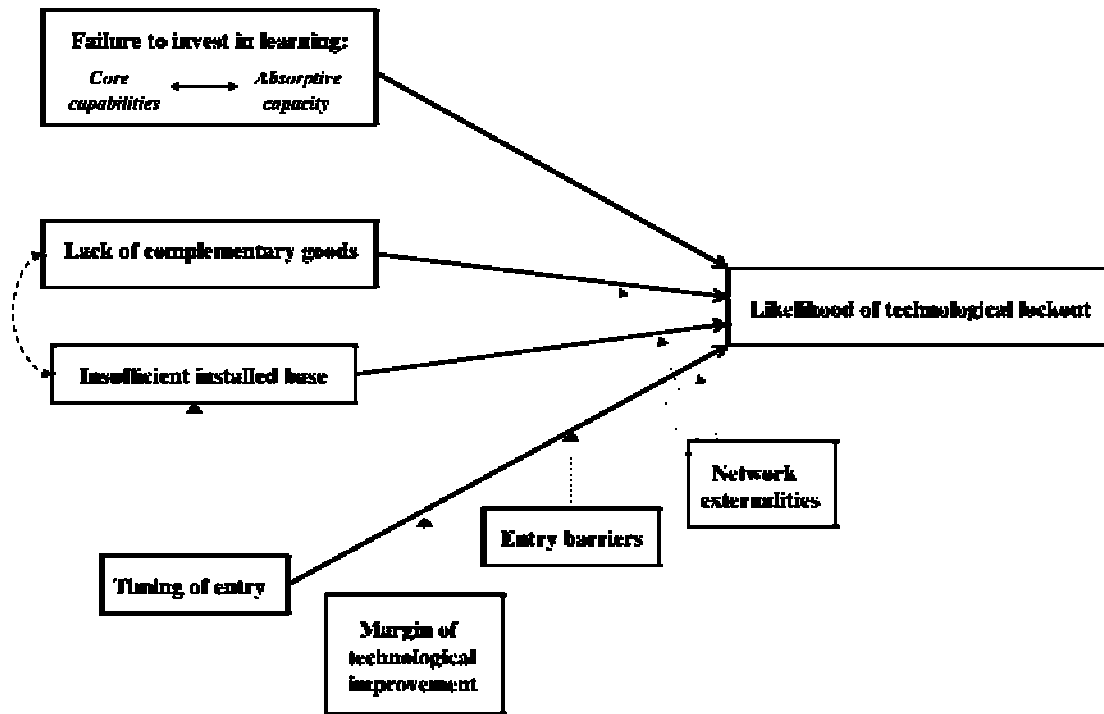 Failure to invest in learning:
Core Absorptive
capabilities capacity
Lack of complementary goods
Likelihood of technological lockout
Insufficient installed base
Network
externalities
Entry barriers
Timing of entry
Margin of
technological
improvement